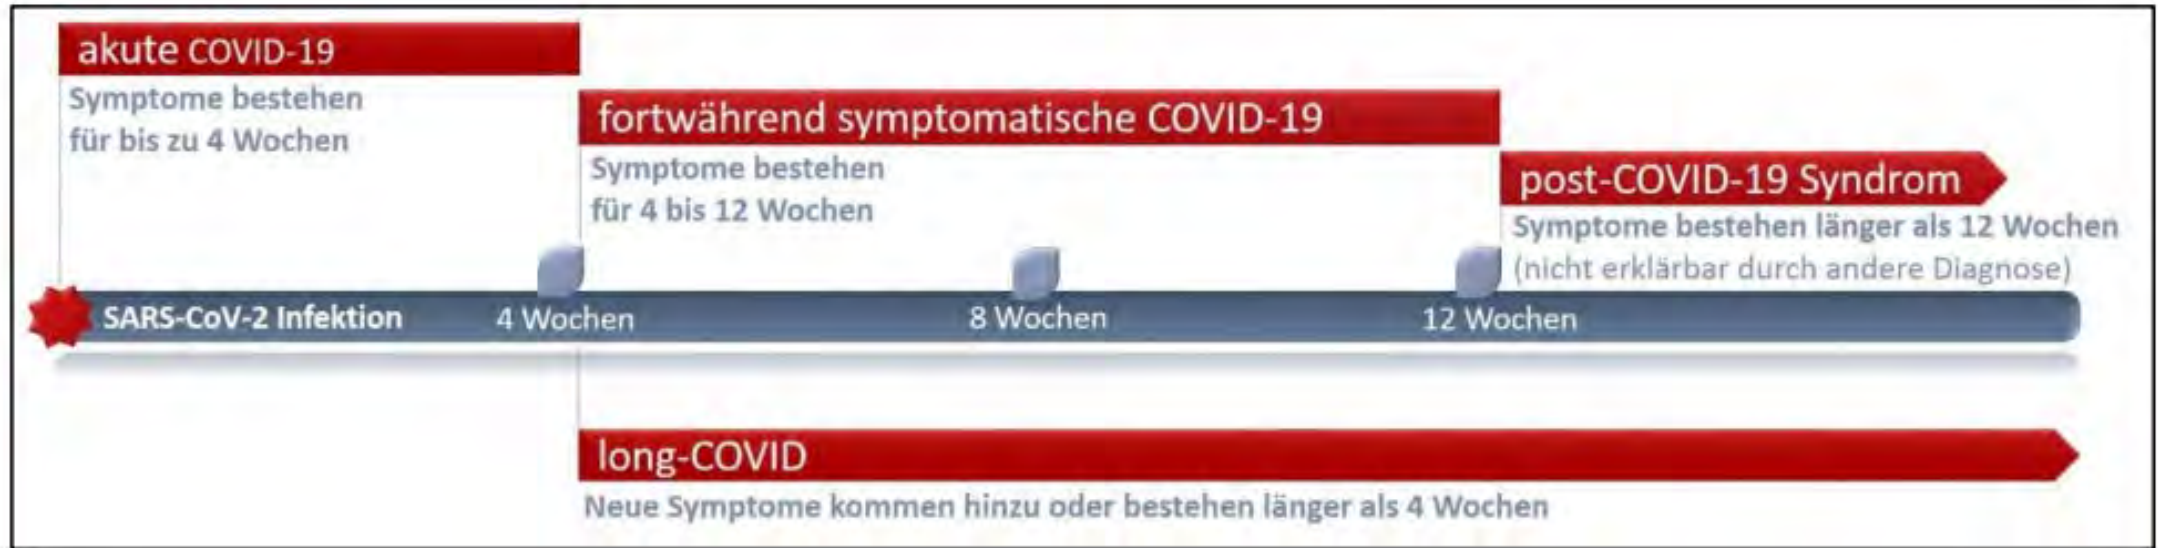 akute COVID-19
Symptome bestehen
für bis zu 4 Wochen
fortwährend symptomatische COVID-19
Symptome bestehen
für 4 bis 12 Wochen
post-COVID-19 Syndrom
Symptome bestehen länger als 12 Wochen
(nicht erklärbar durch andere Diagnose)
SARS-CoV-2 Infektion 4 Wochen 8 Wochen 12 Wochen
long-COVID
Neue Symptome kommen hinzu oder bestehen länger als 4 Wochen